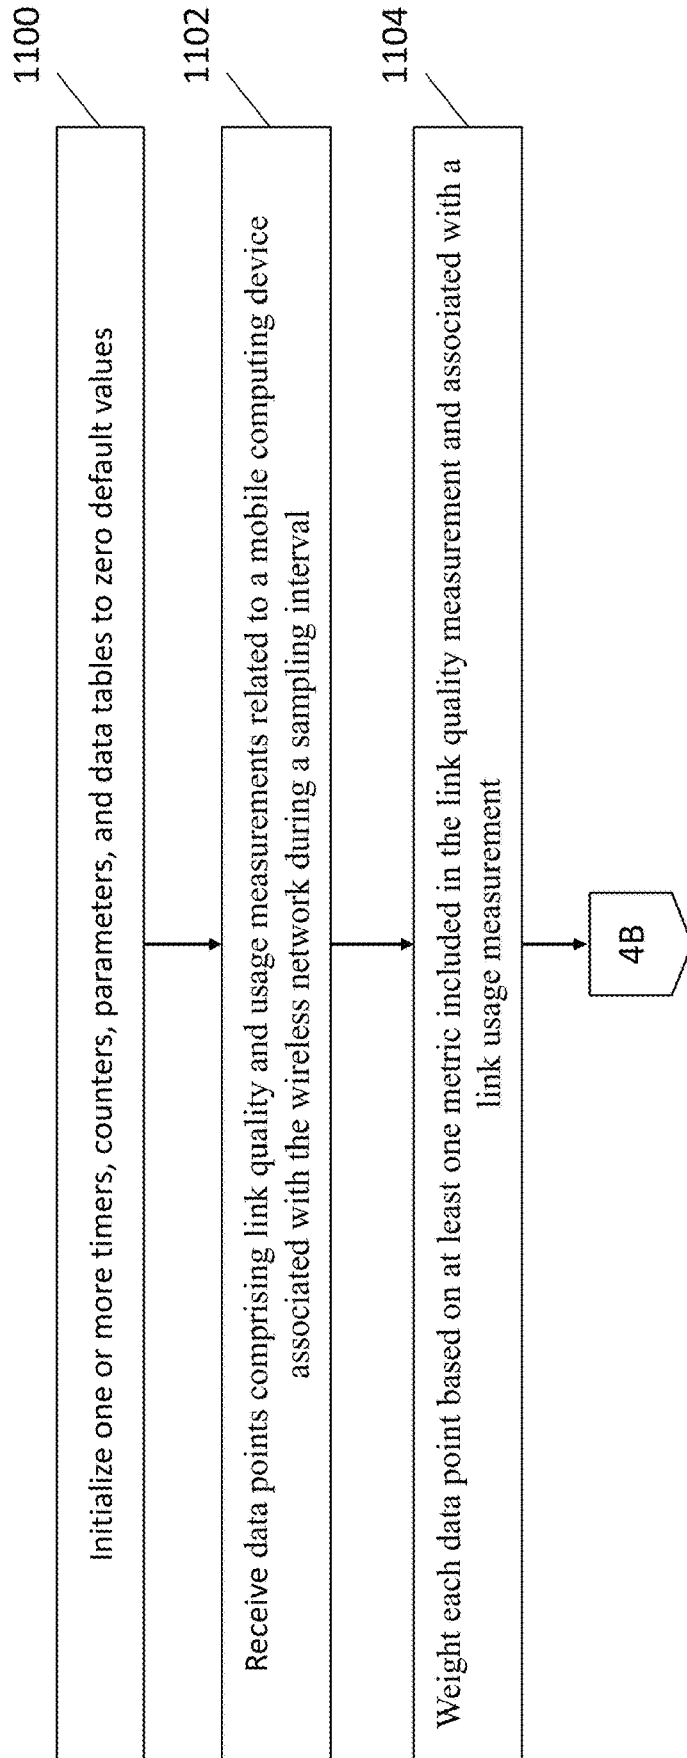 1100
Initialize one or more timers, counters, parameters, and data tables to zero default values
1102
Receive data points comprising link quality and usage measurements related to a mobile computing device
associated with the wireless network during a sampling interval
1104
Weight each data point based on at least one metric included in the link quality measurement and associated with a
link usage measurement
4B